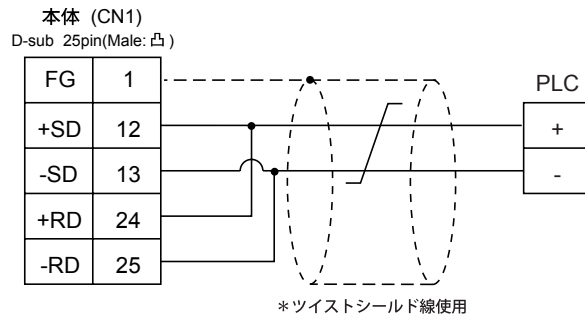 本体 (CN1)
D-sub 25pin(Male: 凸)
FG 1
PLC
+SD 12
+
-SD 13
-
+RD 24
-RD 25
＊ツイストシールド線使用